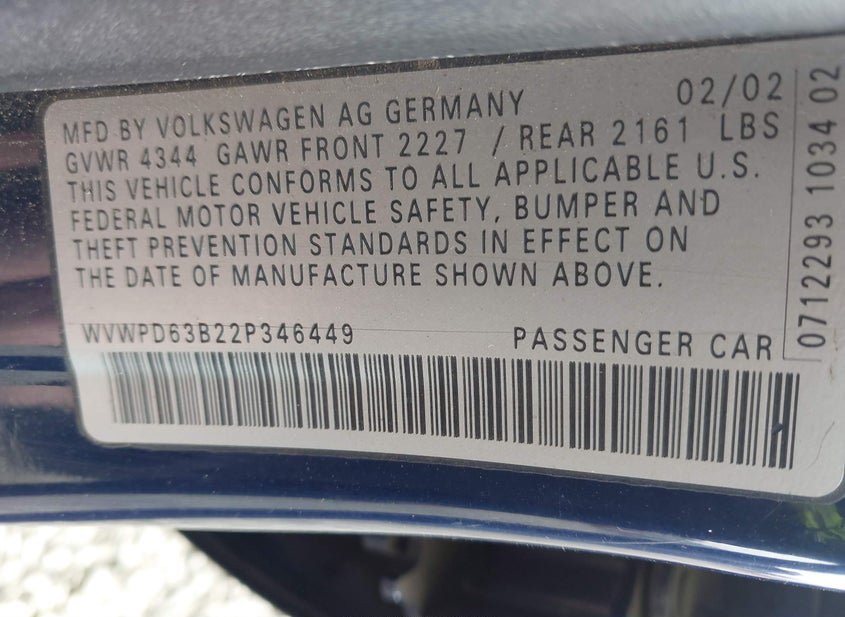 02/02
MFD BY VOLKSWAGEN AG GERMANY
GVWR 4344 GAWR FRONT 2227 / REAR 2161 LBS
THIS VEHICLE CONFORMS TO ALL APPLICABLE U.S.
FEDERAL MOTOR VEHICLE SAFETY, BUMPER AND
THEFT PREVENTION STANDARDS IN EFFECT ON
THE DATE OF MANUFACTURE SHOWN ABOVE.
WVWPD63B22P346449 PASSENGER CAR
0712293 1034 02